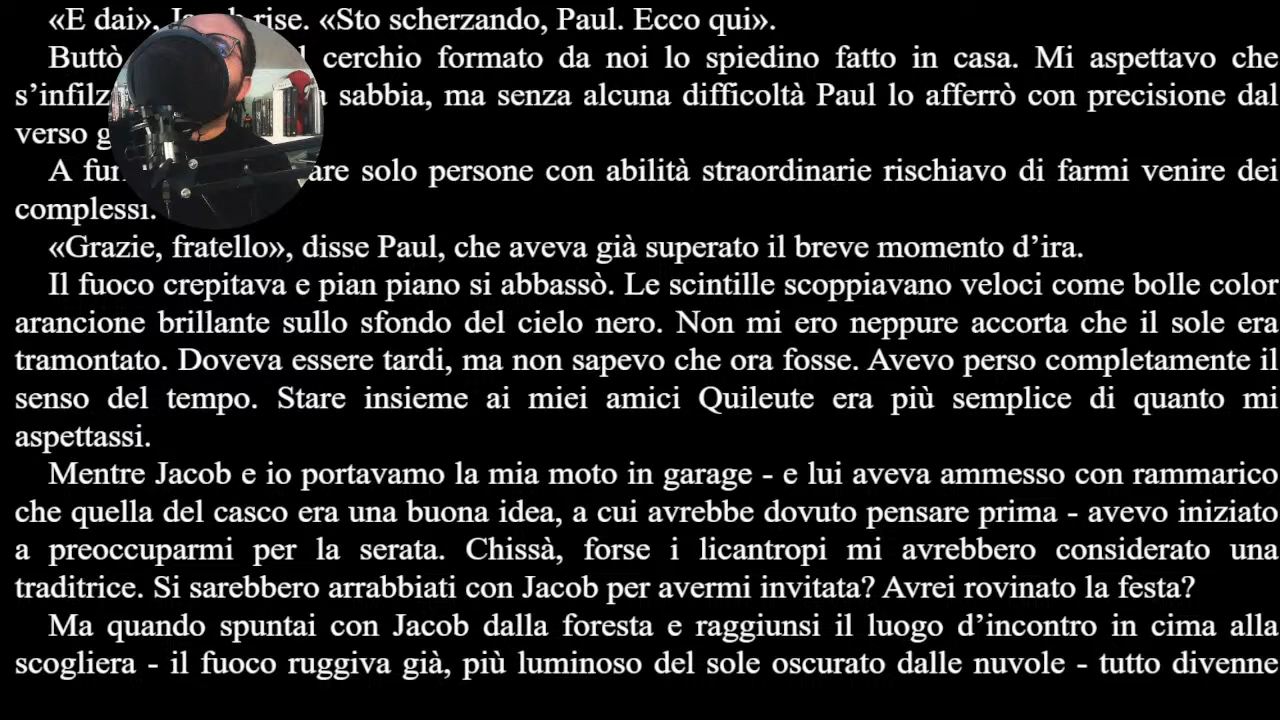 «E dai», Jacob rise. «Sto scherzando, Paul. Ecco qui».
Buttò cerchio formato da noi lo spiedino fatto in casa. Mi aspettavo che
s’infilz sabbia, ma senza alcuna difficoltà Paul lo afferrò con precisione dal
verso g
A fur are solo persone con abilità straordinarie rischiavo di farmi venire dei
complessi.
«Grazie, fratello», disse Paul, che aveva già superato il breve momento d’ira.
Il fuoco crepitava e pian piano si abbassò. Le scintille scoppiavano veloci come bolle color
arancione brillante sullo sfondo del cielo nero. Non mi ero neppure accorta che il sole era
tramontato. Doveva essere tardi, ma non sapevo che ora fosse. Avevo perso completamente il
senso del tempo. Stare insieme ai miei amici Quileute era più semplice di quanto mi
aspettassi.
Mentre Jacob e io portavamo la mia moto in garage - e lui aveva ammesso con rammarico
che quella del casco era una buona idea, a cui avrebbe dovuto pensare prima - avevo iniziato
a preoccuparmi per la serata. Chissà, forse i licantropi mi avrebbero considerato una
traditrice. Si sarebbero arrabbiati con Jacob per avermi invitata? Avrei rovinato la festa?
Ma quando spuntai con Jacob dalla foresta e raggiunsi il luogo d’incontro in cima alla
scogliera - il fuoco ruggiva già, più luminoso del sole oscurato dalle nuvole - tutto divenne